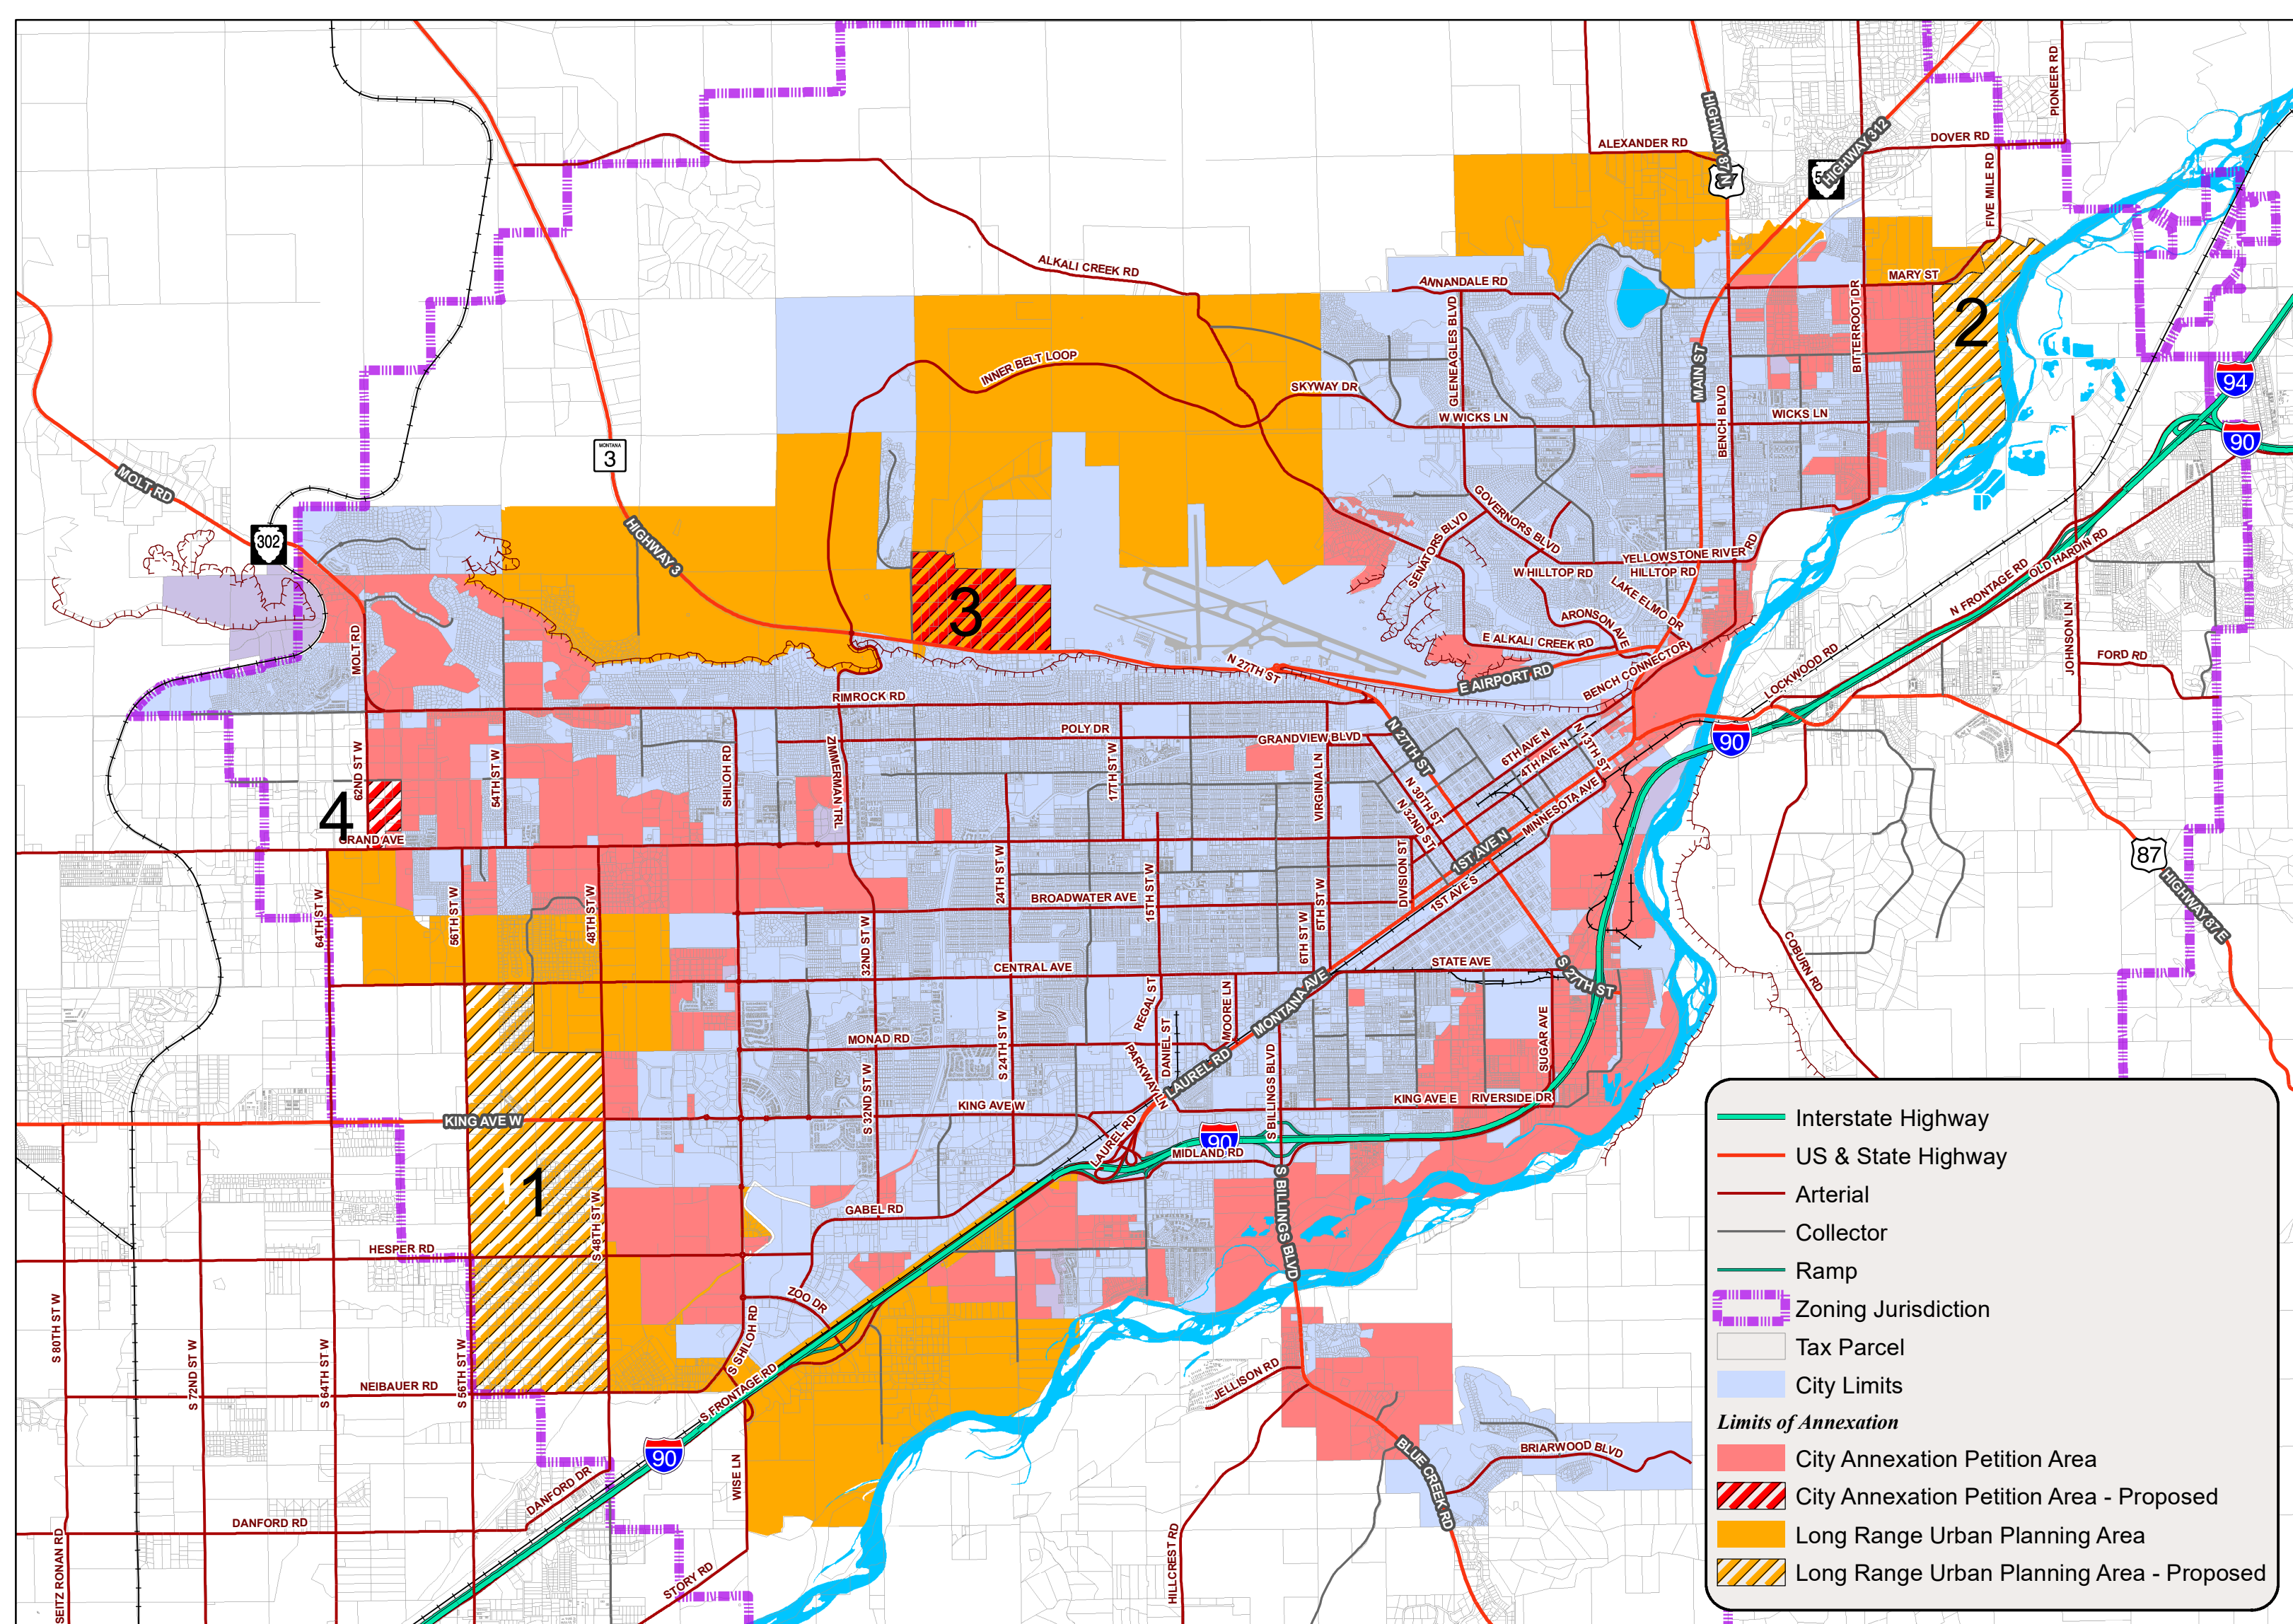 PIONEER RD
HIGHWAY 87 N
HIGHWAY 312
ALEXANDER RD
DOVER RD
FIVE MILE RD
ALKALI CREEK RD
ANNANDALE RD
MARY ST
2
BITTERROOT DR
GLENEAGLES BLVD
MAIN ST
INNER BELT LOOP
SKYWAY DR
94
BENCH BLVD
W WICKS LN
WICKS LN
90
MONTANA
3
MOLT RD
302
HIGHWAY 3
GOVERNORS BLVD
SENATORS BLVD
YELLOWSTONE RIVER RD
W HILLTOP RD
HILLTOP RD
OLD HARDIN RD
N FRONTAGE RD
LAKE ELMO DR
3
ARONSON AVE
E ALKALI CREEK RD
JOHNSON LN
MOLT RD
FORD RD
BENCH CONNECTOR
LOCKWOOD RD
N 27TH ST
E AIRPORT RD
RIMROCK RD
POLY DR
GRANDVIEW BLVD
N 27TH ST
6TH AVE N
4TH AVE N
N 13TH ST
90
62ND ST W
54TH ST W
SHILOH RD
ZIMMERMAN TRL
17TH ST W
VIRGINIA LN
N 30TH ST
N 32ND ST
MINNESOTA AVE
4
GRAND AVE
1ST AVE N
87
HIGHWAY 87 E
64TH ST W
56TH ST W
48TH ST W
24TH ST W
BROADWATER AVE
15TH ST W
DIVISION ST
1ST AVE S
5TH ST W
6TH ST W
32ND ST W
CENTRAL AVE
STATE AVE
S 27TH ST
COBURN RD
REGAL ST
MOORE LN
MONTANA AVE
MONAD RD
S 24TH ST W
DANIEL ST
PARKWAY LN
LAUREL RD
S BILLINGS BLVD
SUGAR AVE
S 32ND ST W
KING AVE W
KING AVE W
KING AVE E
RIVERSIDE DR
LAUREL RD
90
MIDLAND RD
1
S 48TH ST W
GABEL RD
S BILLINGS BLVD
HESPER RD
ZOO DR
S 80TH ST W
S 72ND ST W
S 64TH ST W
S 56TH ST W
S SHILOH RD
NEIBAUER RD
S FRONTAGE RD
JELLISON RD
90
WISE LN
BLUE CREEK RD
BRIARWOOD BLVD
DANFORD DR
DANFORD RD
SEITZ RONAN RD
STORY RD
HILLCREST RD
Interstate Highway
US & State Highway
Arterial
Collector
Ramp
Zoning Jurisdiction
Tax Parcel
City Limits
Limits of Annexation
City Annexation Petition Area
City Annexation Petition Area - Proposed
Long Range Urban Planning Area
Long Range Urban Planning Area - Proposed